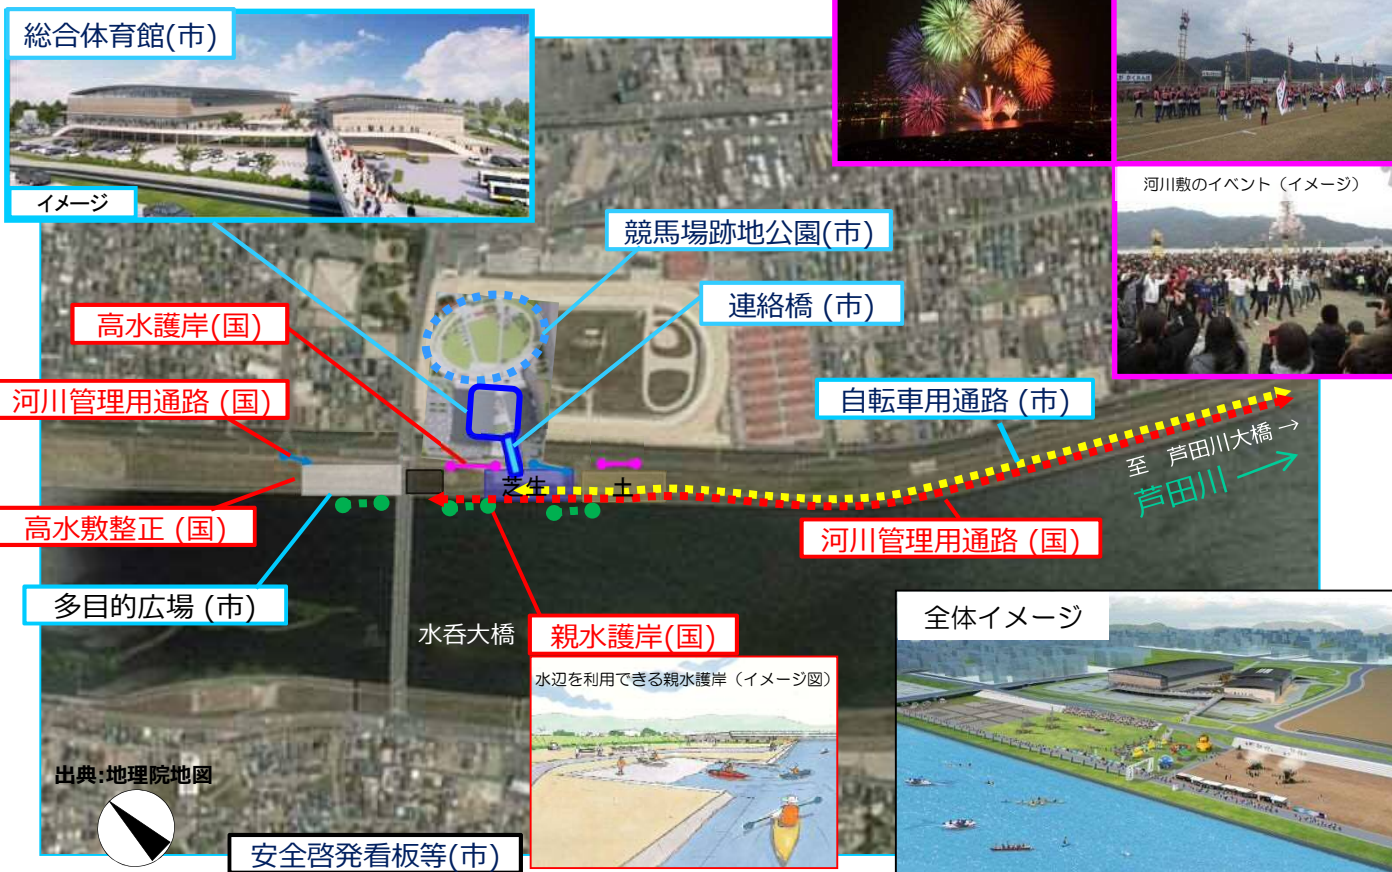 総合体育館(市)
イメージ
河川敷のイベント（イメージ）
競馬場跡地公園(市)
連絡橋 (市)
高水護岸(国)
河川管理用通路 (国)
自転車用通路 (市)
至　芦田川大橋 →
芦田川
芝生
土
高水敷整正 (国)
河川管理用通路 (国)
多目的広場 (市)
水呑大橋
親水護岸(国)
全体イメージ
水辺を利用できる親水護岸（イメージ図）
出典:地理院地図
安全啓発看板等(市)